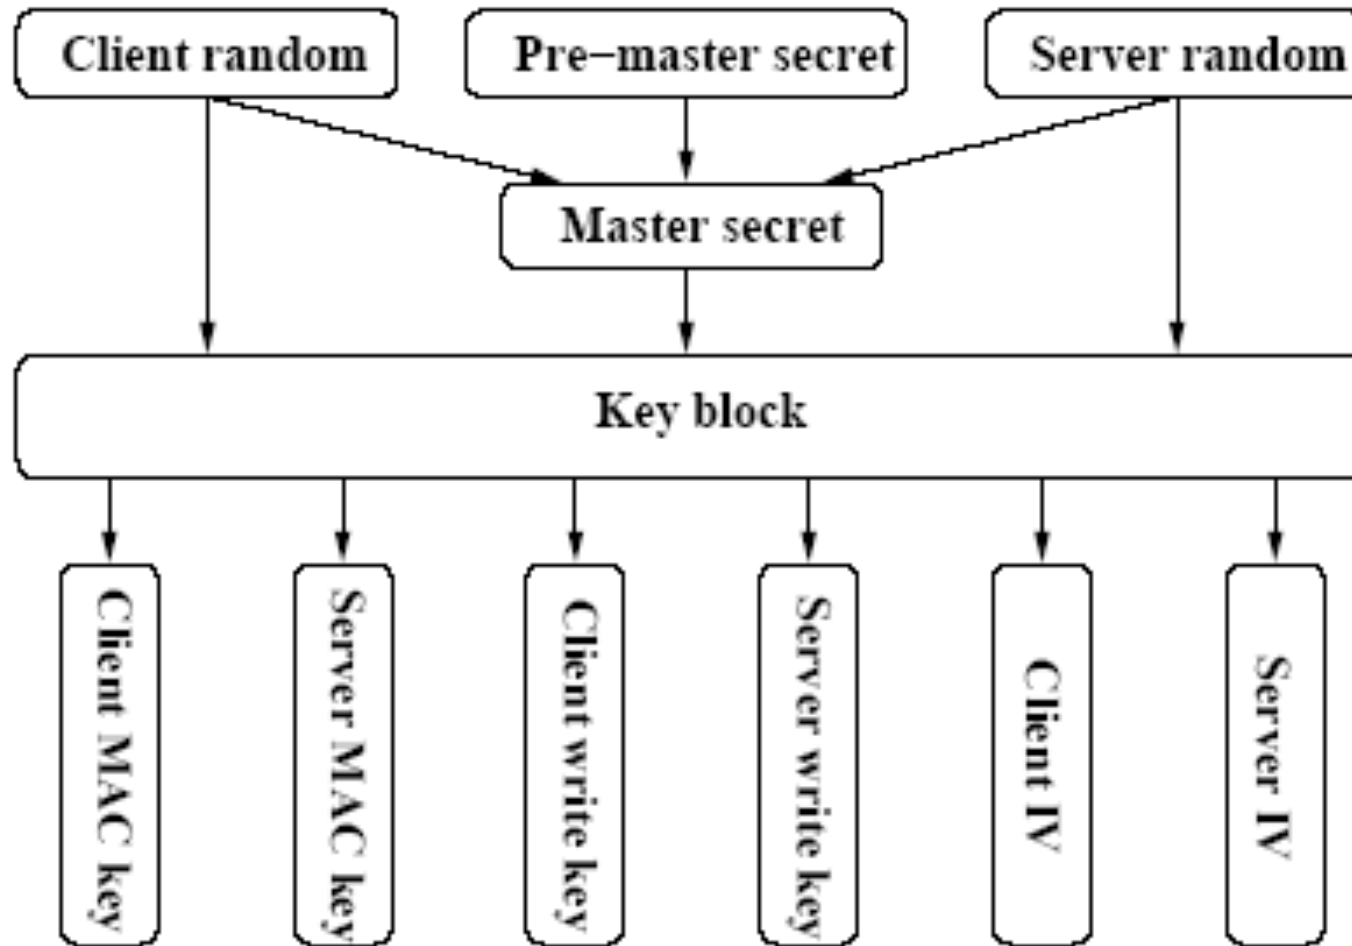 Client random
Pre–master secret
Server random
Master secret
Key block
Client MAC key
Server MAC key
Client write key
Server write key
Client IV
Server IV